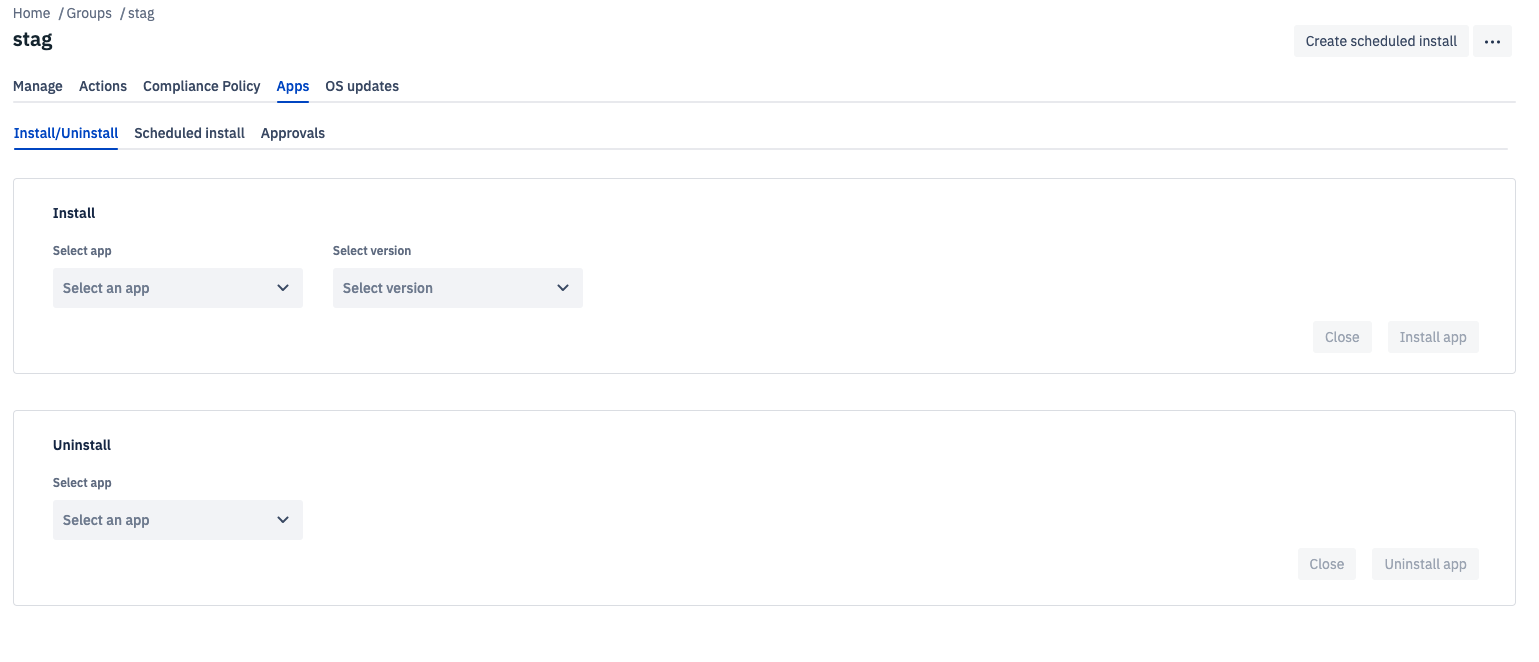 Home / Groups / stag
stag
Create scheduled install
Manage Actions Compliance Policy Apps OS updates
Install/Uninstall Scheduled install Approvals
Install
Select app Select version
Select an app Select version
Close Install app
Uninstall
Select app
Select an app
Close Uninstall app